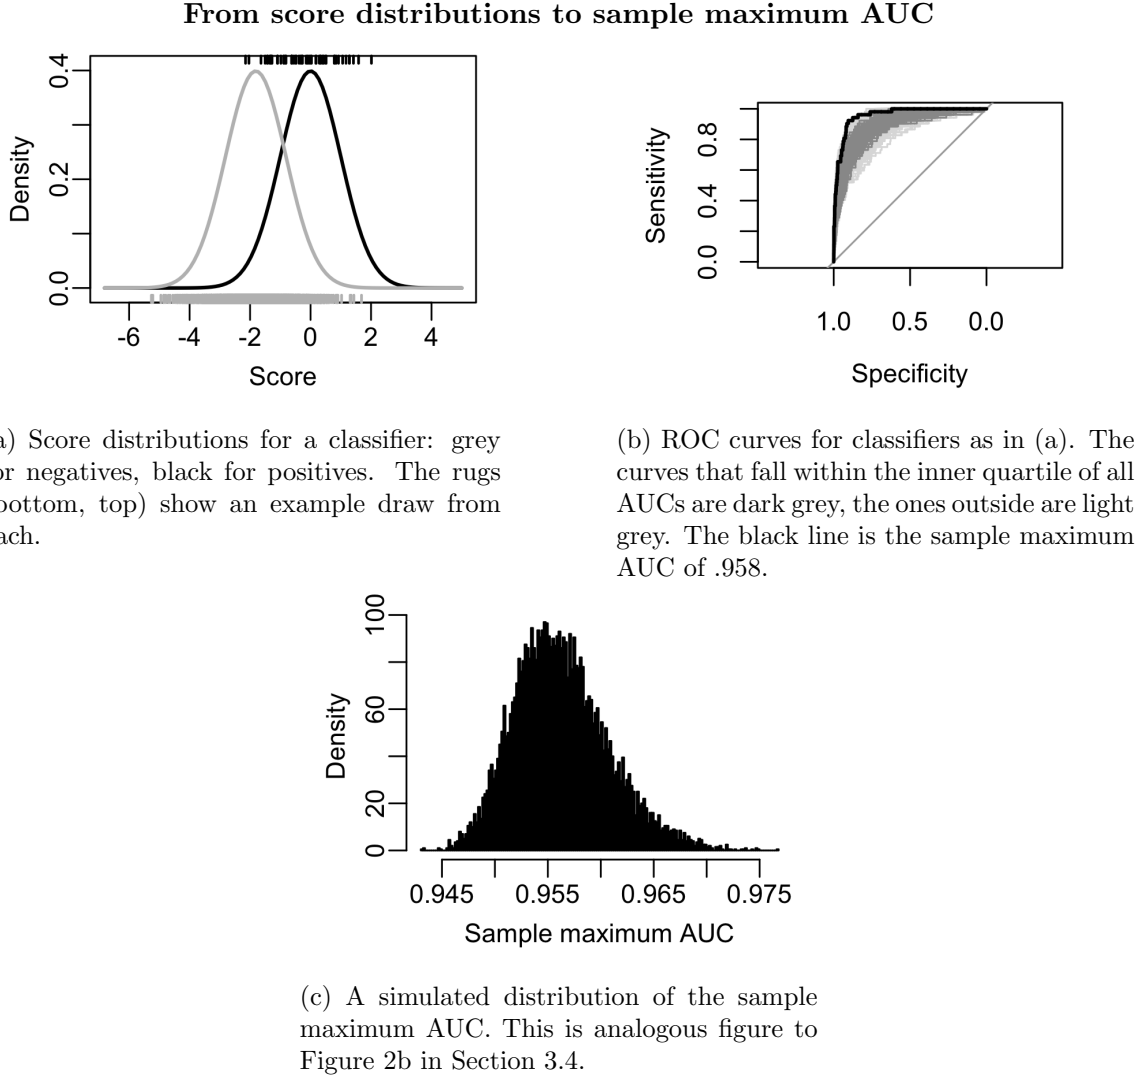 From score distributions to sample maximum AUC
Density
0.0 0.2 0.4
-6 -4 -2 0 2 4
Score
Sensitivity
0.0 0.4 0.8
1.0 0.5 0.0
Specificity
a) Score distributions for a classifier: grey
or negatives, black for positives. The rugs
bottom, top) show an example draw from
ach.
(b) ROC curves for classifiers as in (a). The
curves that fall within the inner quartile of all
AUCs are dark grey, the ones outside are light
grey. The black line is the sample maximum
AUC of .958.
Density
0 20 60 100
0.945 0.955 0.965 0.975
Sample maximum AUC
(c) A simulated distribution of the sample
maximum AUC. This is analogous figure to
Figure 2b in Section 3.4.